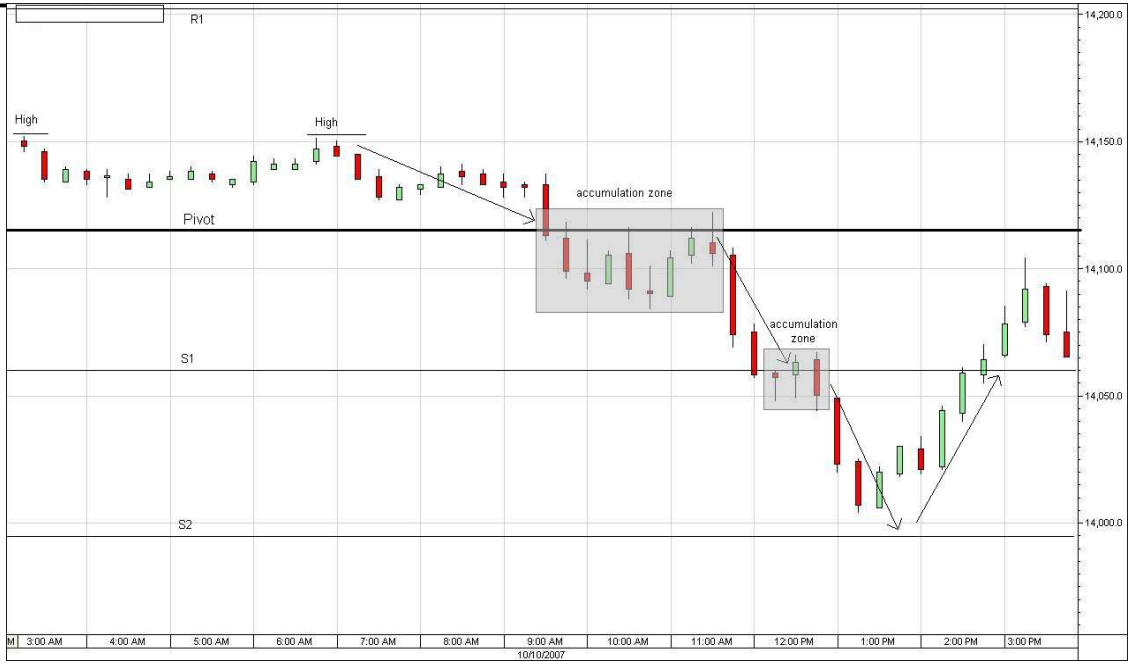 R1
14,200.0
High
High
14,150.0
accumulation zone
Pivot
14,100.0
accumulation
zone
S1
14,050.0
S2
14,000.0
M 3:00 AM 4:00 AM 5:00 AM 6:00 AM 7:00 AM 8:00 AM 9:00 AM 10:00 AM 11:00 AM 12:00 PM 1:00 PM 2:00 PM 3:00 PM
10/10/2007